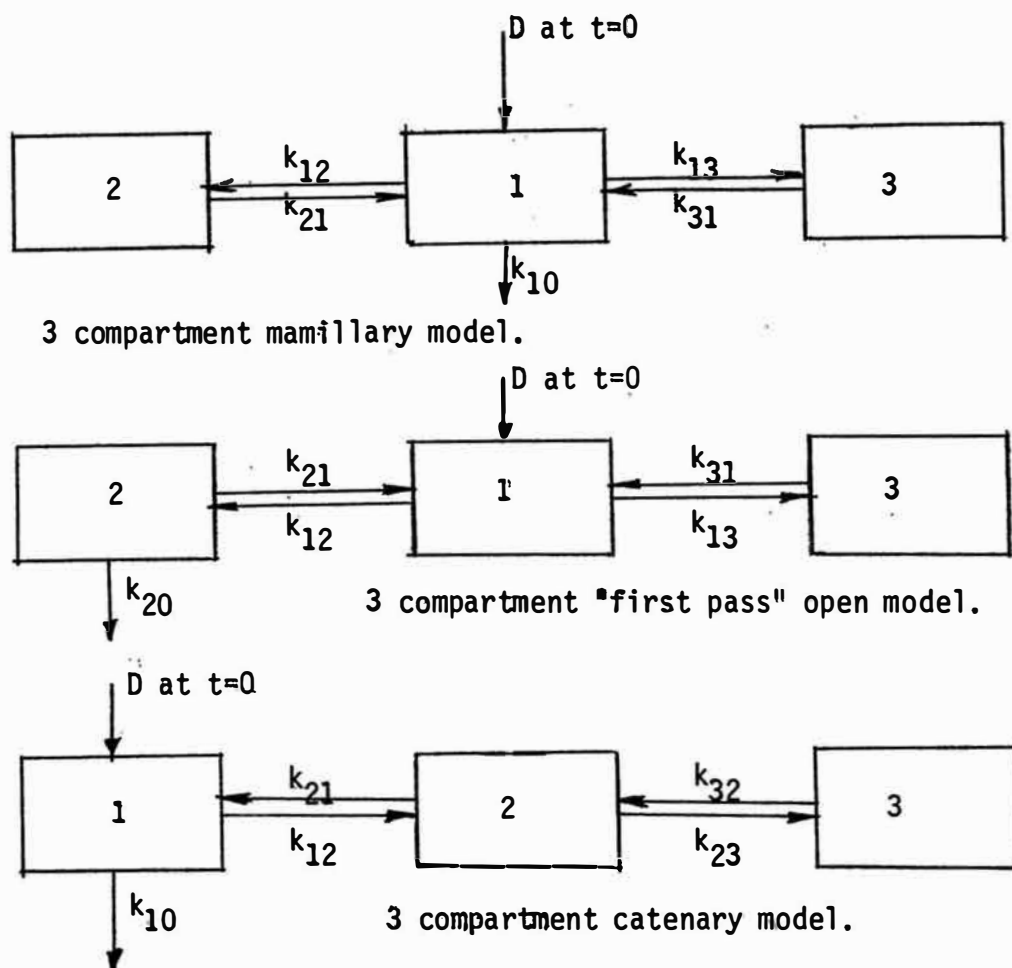 D at t=0
k12
k13
2
1
3
k21
k31
k10
3 compartment mamillary model.
D at t=0
k21
k31
2
1
3
k12
k13
k20
3 compartment "first pass" open model.
D at t=0
k21
k32
1
2
3
k12
k23
k10
3 compartment catenary model.